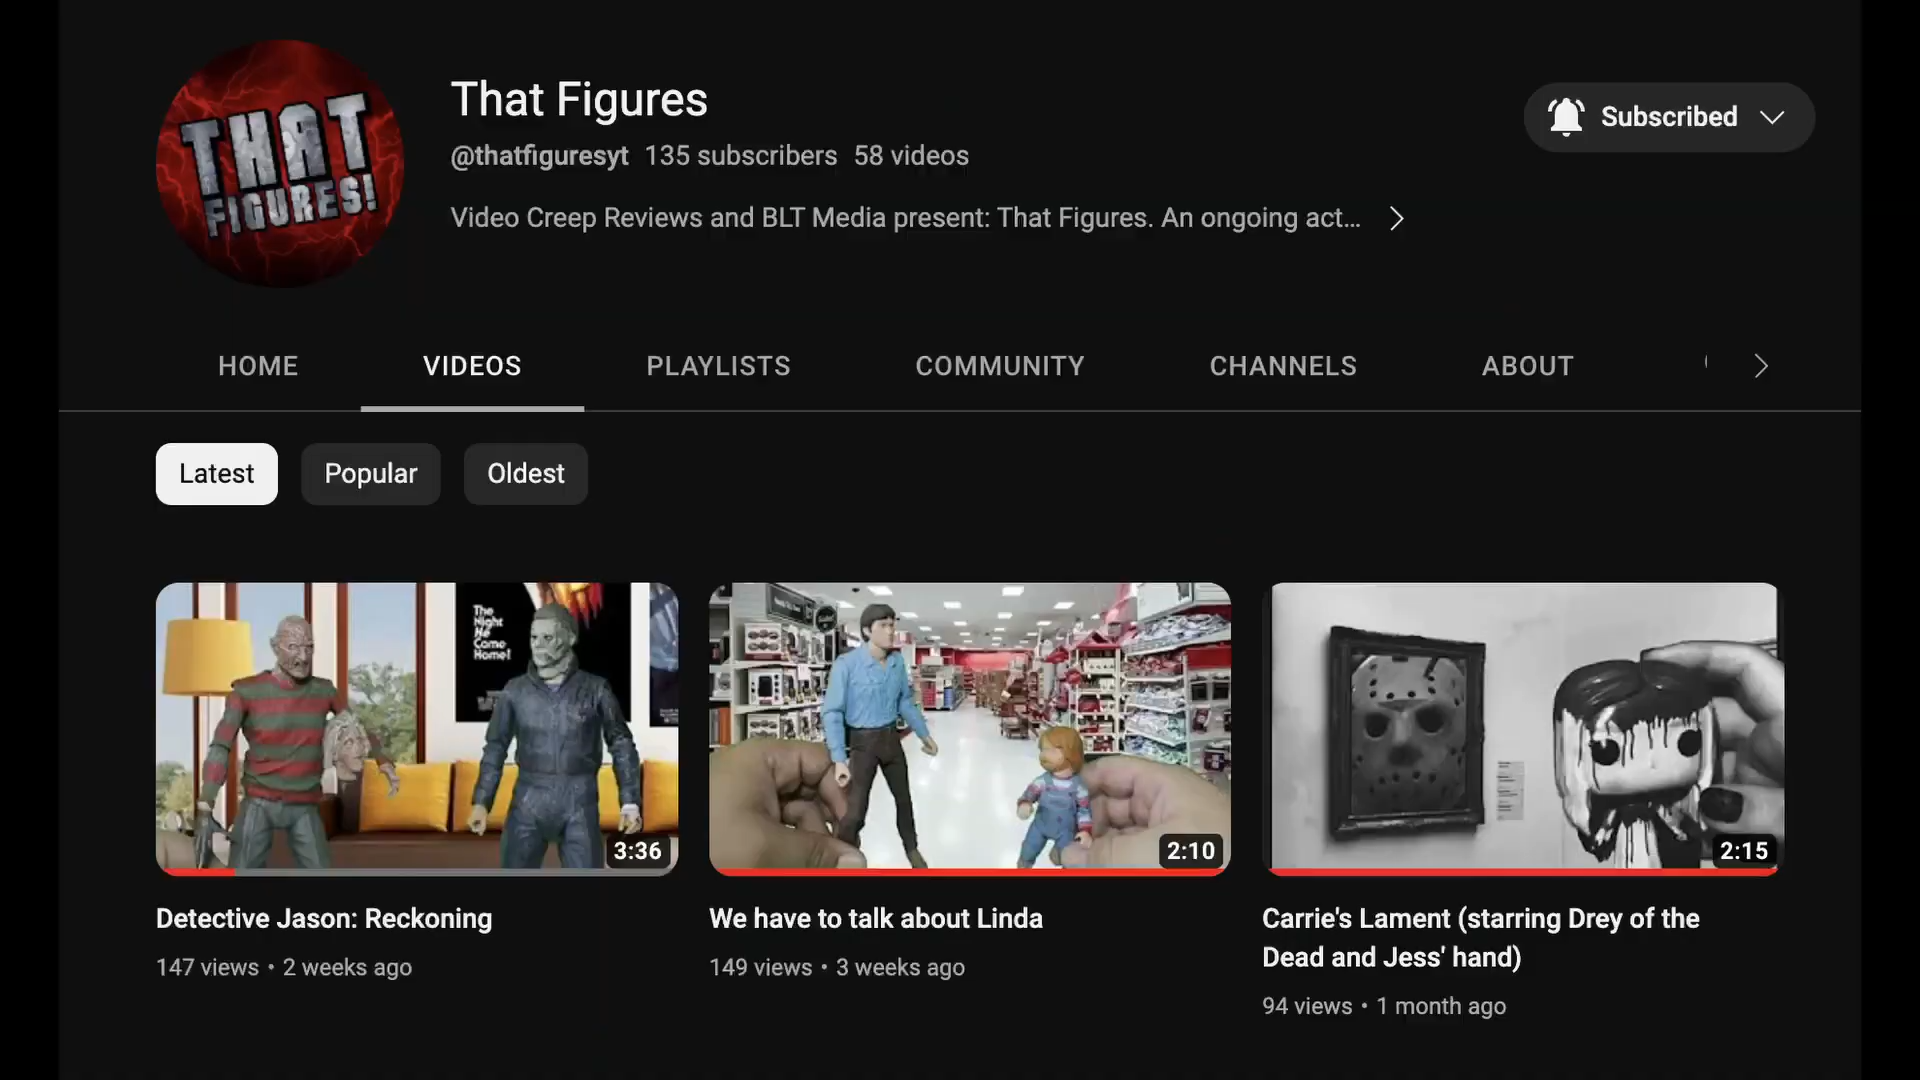 THAT
FIGURES!
That Figures
@thatfiguresyt 135 subscribers 58 videos
Video Creep Reviews and BLT Media present: That Figures. An ongoing act...
Subscribed
HOME
VIDEOS
PLAYLISTS
COMMUNITY
CHANNELS
ABOUT
Latest
Popular
Oldest
The
Night
He
Came
Home!
3:36
2:10
2:15
Detective Jason: Reckoning
147 views • 2 weeks ago
We have to talk about Linda
149 views • 3 weeks ago
Carrie's Lament (starring Drey of the
Dead and Jess' hand)
94 views • 1 month ago